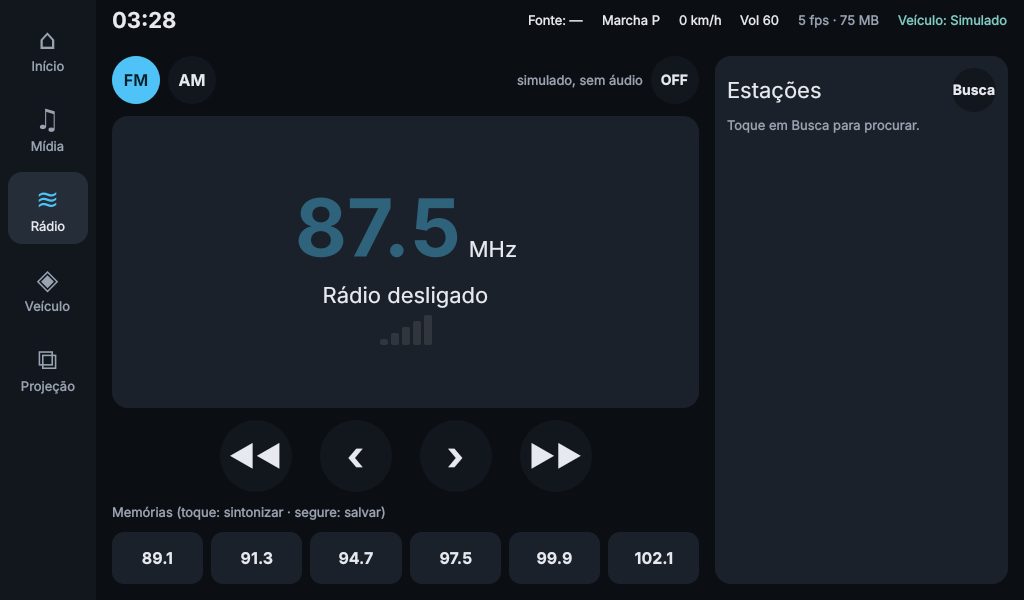 03:28
Fonte: — Marcha P 0 km/h Vol 60 5 fps · 75 MB Veículo: Simulado
Início
Mídia
Rádio
Veículo
Projeção
FM AM simulado, sem áudio OFF
87.5 MHz
Rádio desligado
Memórias (toque: sintonizar · segure: salvar)
89.1 91.3 94.7 97.5 99.9 102.1
Estações Busca
Toque em Busca para procurar.